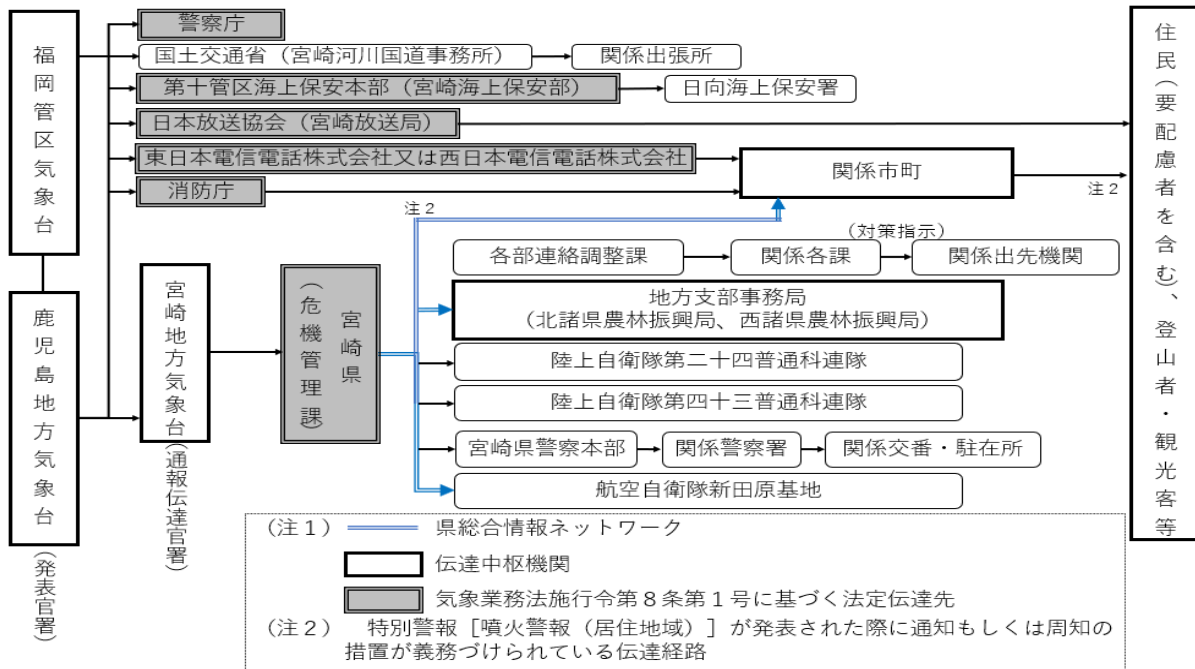 福岡管区気象台
鹿児島地方気象台
(発表官署)
警察庁
国土交通省（宮崎河川国道事務所）
関係出張所
第十管区海上保安本部（宮崎海上保安部）
日向海上保安署
日本放送協会（宮崎放送局）
東日本電信電話株式会社又は西日本電信電話株式会社
消防庁
関係市町
注２
注２
宮崎地方気象台(通報伝達官署)
宮崎県
(危機管理課)
各部連絡調整課
関係各課
(対策指示)
関係出先機関
地方支部事務局
（北諸県農林振興局、西諸県農林振興局）
陸上自衛隊第二十四普通科連隊
陸上自衛隊第四十三普通科連隊
宮崎県警察本部
関係警察署
関係交番・駐在所
航空自衛隊新田原基地
住民(要配慮者を含む)、登山者・観光客等
（注１）県総合情報ネットワーク
伝達中枢機関
気象業務法施行令第８条第１号に基づく法定伝達先
（注２）　特別警報［噴火警報（居住地域）］が発表された際に通知もしくは周知の
措置が義務づけられている伝達経路